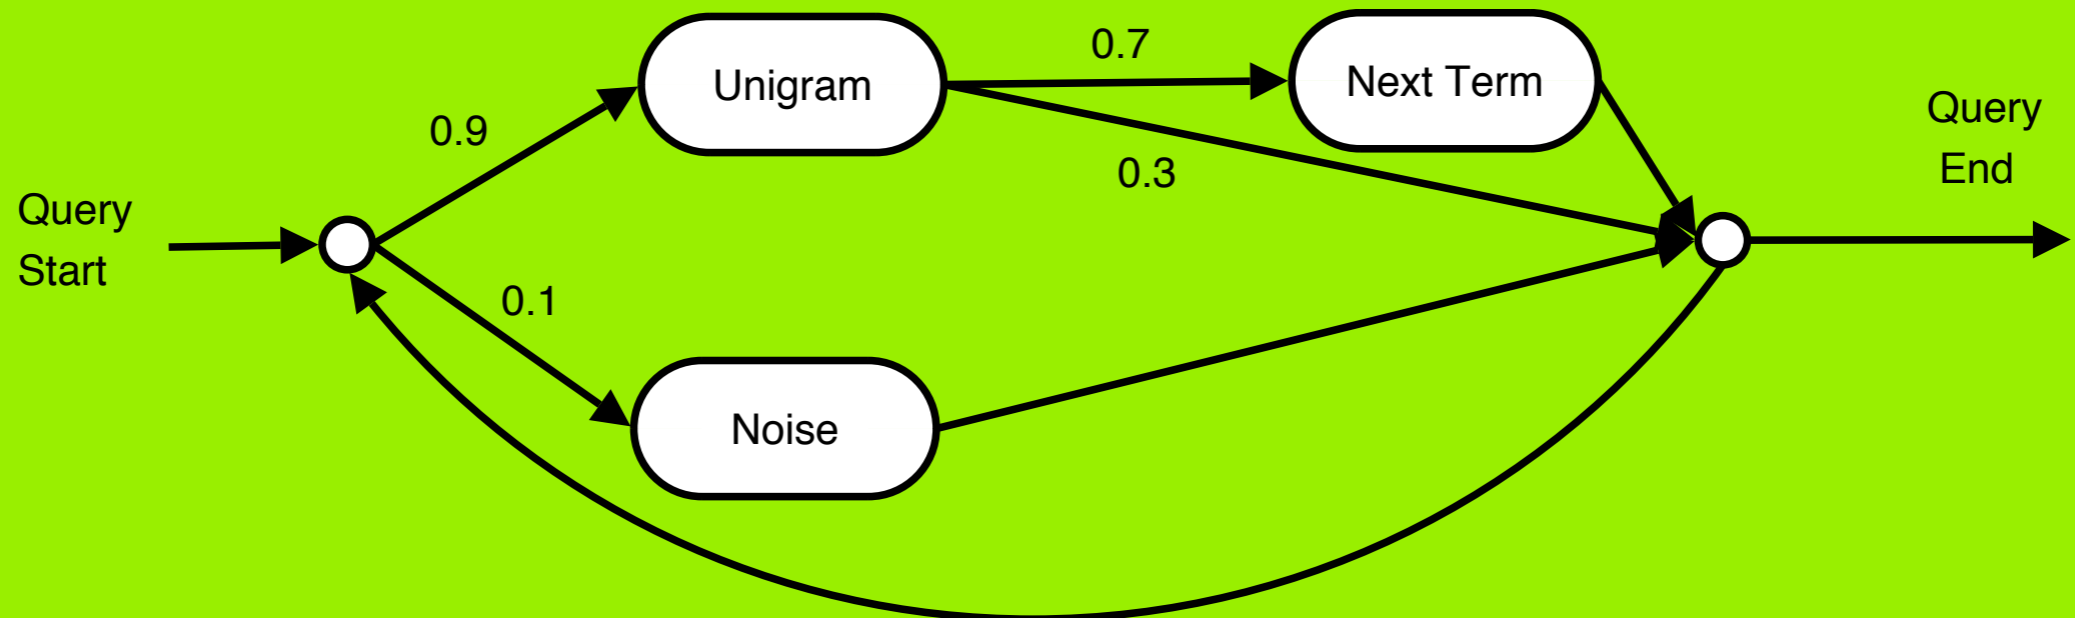 Query
Start
0.9
0.1
Unigram
Noise
0.7
0.3
Next Term
Query
End